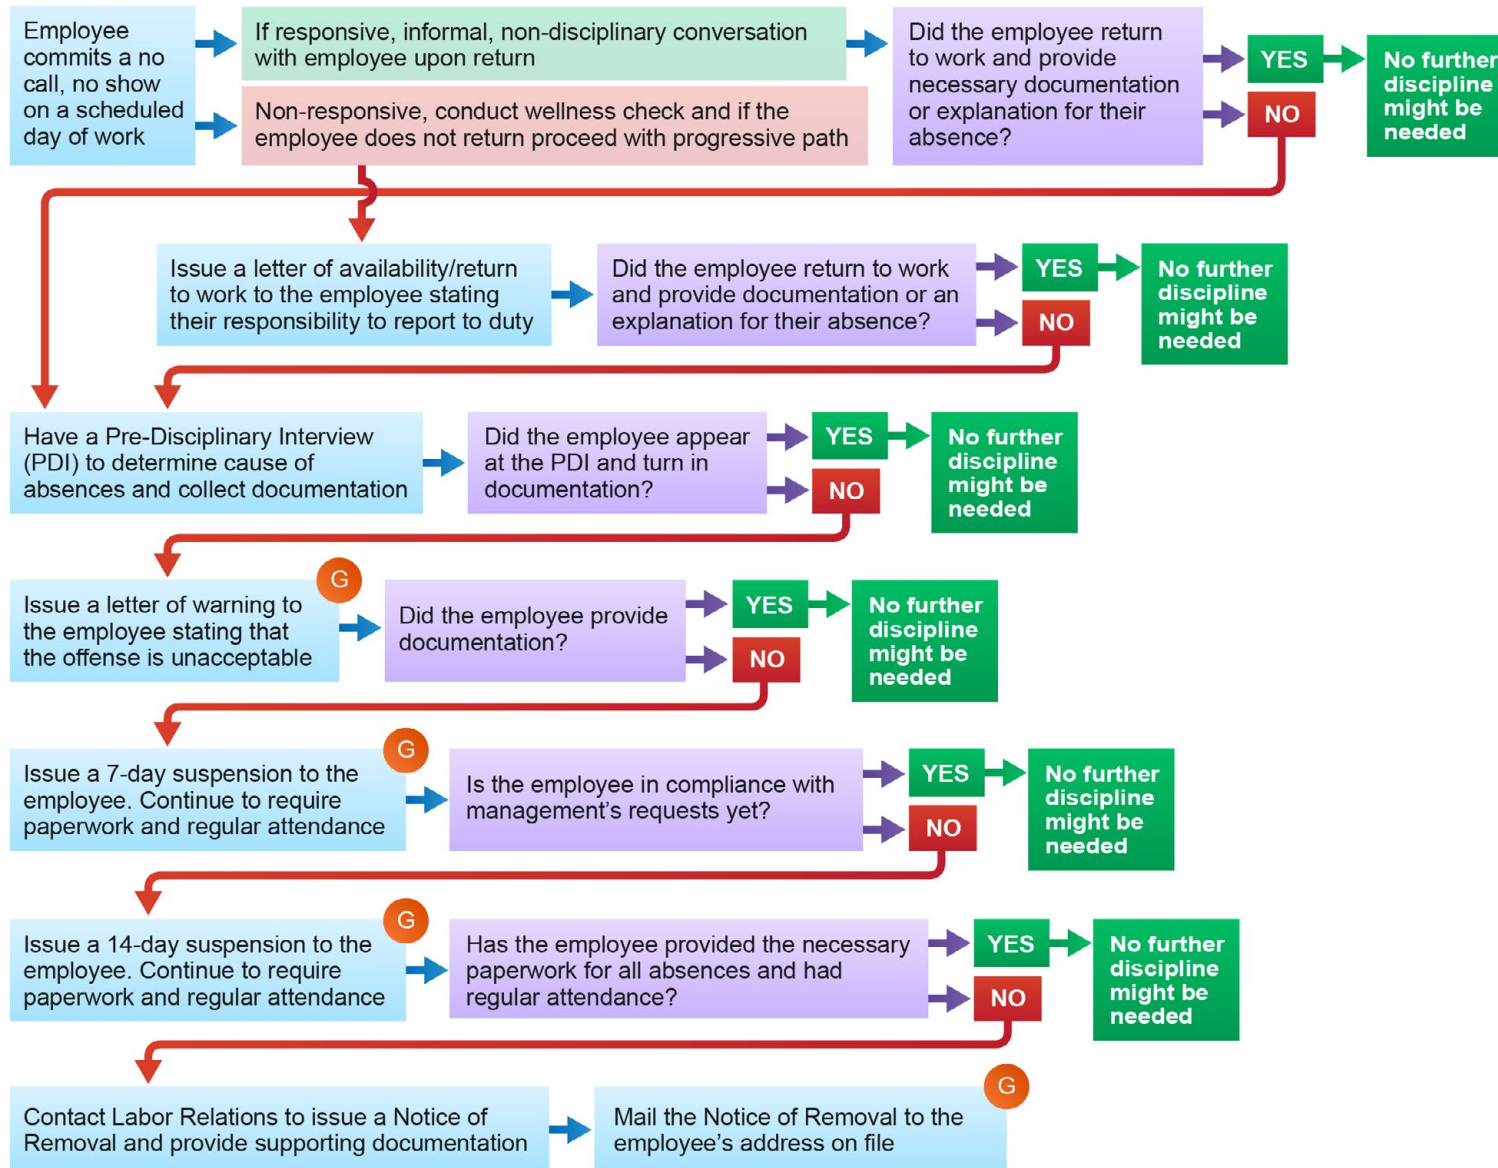 Employee
commits a no
call, no show
on a scheduled
day of work
If responsive, informal, non-disciplinary conversation
with employee upon return
Non-responsive, conduct wellness check and if the
employee does not return proceed with progressive path
Did the employee return
to work and provide
necessary documentation
or explanation for their
absence?
YES
NO
No further
discipline
might be
needed
Issue a letter of availability/return
to work to the employee stating
their responsibility to report to duty
Did the employee return to work
and provide documentation or an
explanation for their absence?
YES
NO
No further
discipline
might be
needed
Have a Pre-Disciplinary Interview
(PDI) to determine cause of
absences and collect documentation
Did the employee appear
at the PDI and turn in
documentation?
YES
NO
No further
discipline
might be
needed
G
Issue a letter of warning to
the employee stating that
the offense is unacceptable
Did the employee provide
documentation?
YES
NO
No further
discipline
might be
needed
G
Issue a 7-day suspension to the
employee. Continue to require
paperwork and regular attendance
Is the employee in compliance with
management’s requests yet?
YES
NO
No further
discipline
might be
needed
G
Issue a 14-day suspension to the
employee. Continue to require
paperwork and regular attendance
Has the employee provided the necessary
paperwork for all absences and had
regular attendance?
YES
NO
No further
discipline
might be
needed
Contact Labor Relations to issue a Notice of
Removal and provide supporting documentation
G
Mail the Notice of Removal to the
employee’s address on file